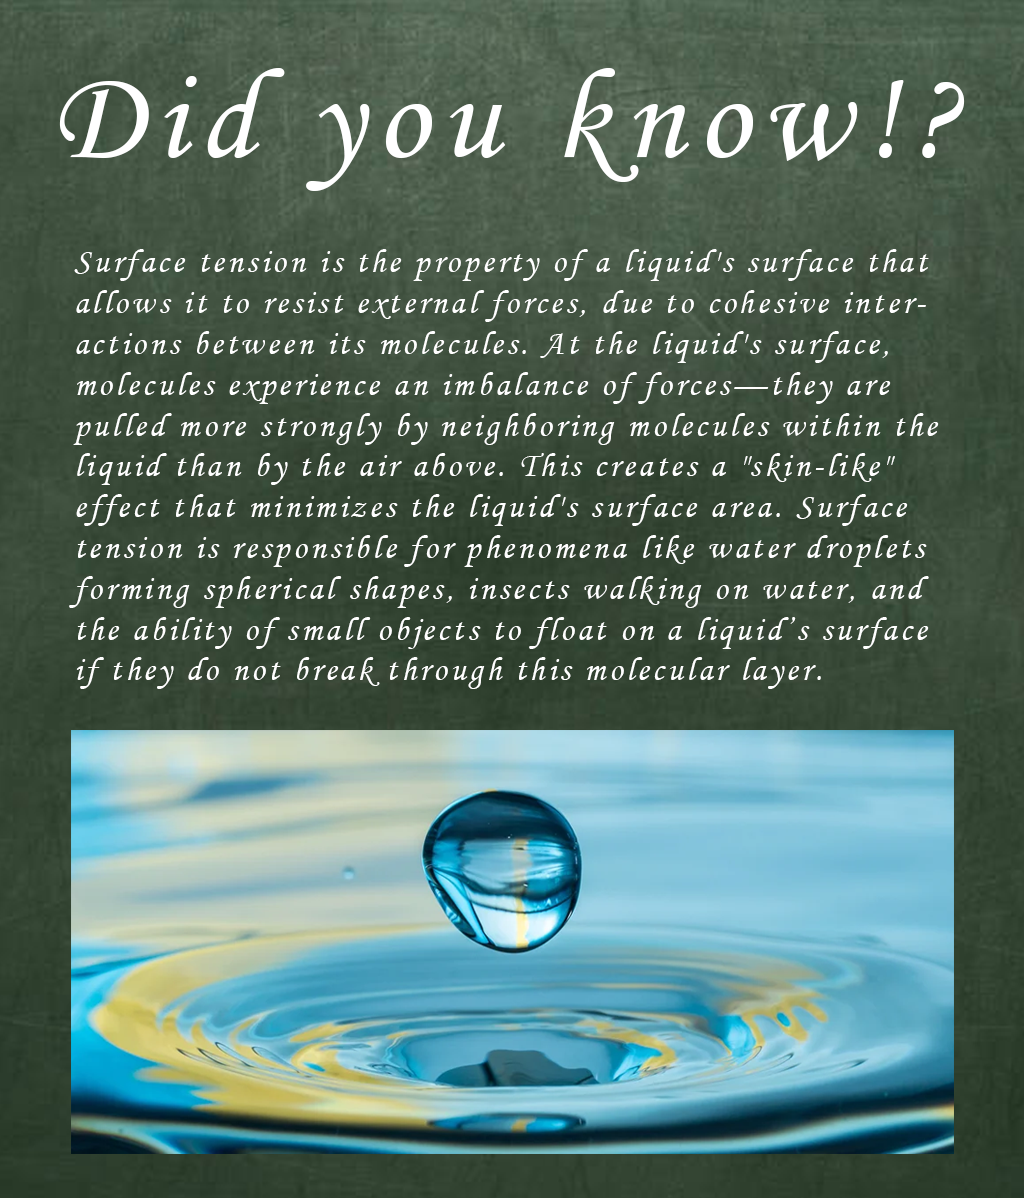 Did you know!?
Surface tension is the property of a liquid's surface that
allows it to resist external forces, due to cohesive inter-
actions between its molecules. At the liquid's surface,
molecules experience an imbalance of forces—they are
pulled more strongly by neighboring molecules within the
liquid than by the air above. This creates a "skin-like"
effect that minimizes the liquid's surface area. Surface
tension is responsible for phenomena like water droplets
forming spherical shapes, insects walking on water, and
the ability of small objects to float on a liquid’s surface
if they do not break through this molecular layer.